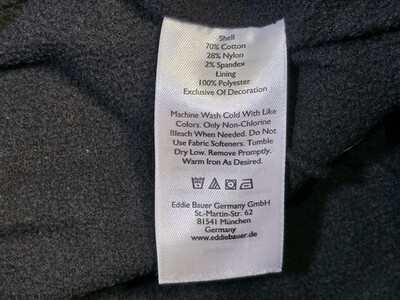 Shell
70% Cotton
28% Nylon
2% Spandex
Lining
100% Polyester
Exclusive Of Decoration
Machine Wash Cold With Like
Colors. Only Non-Chlorine
Bleach When Needed. Do Not
Use Fabric Softeners. Tumble
Dry Low. Remove Promptly.
Warm Iron As Desired.
Eddie Bauer Germany GmbH
St.-Martin-Str. 62
81541 München
Germany
www.eddiebauer.de